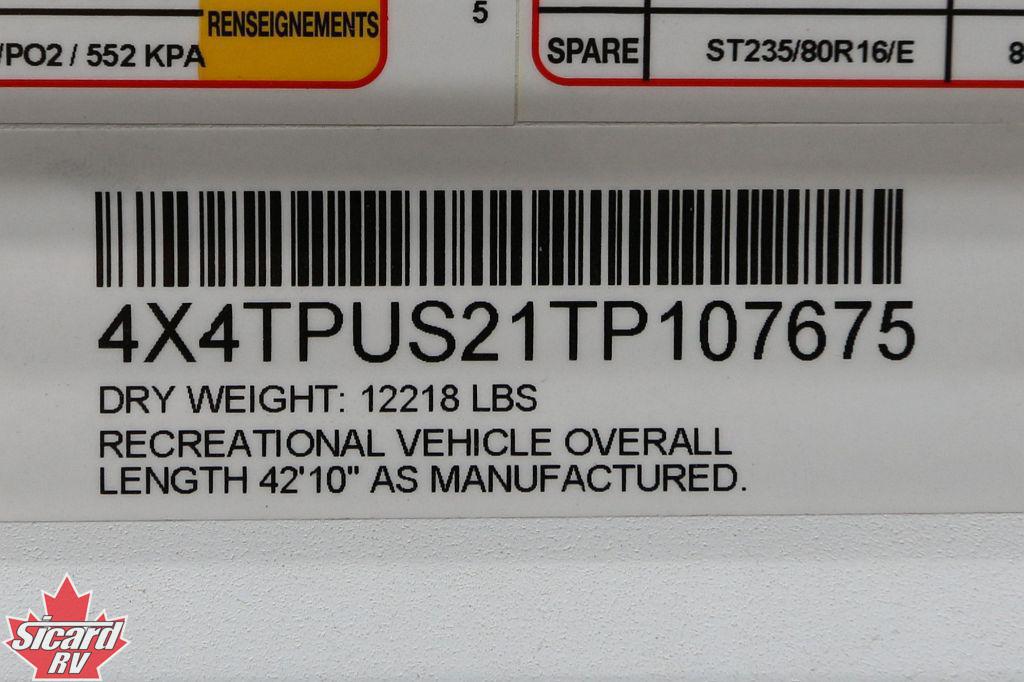 RENSEIGNEMENTS
/PO2 / 552 KPA
5
SPARE ST235/80R16/E 8
4X4TPUS21TP107675
DRY WEIGHT: 12218 LBS
RECREATIONAL VEHICLE OVERALL
LENGTH 42'10" AS MANUFACTURED.
Sicard
RV